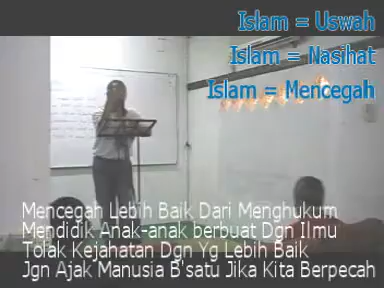 Islam = Uswah
Islam = Nasihat
Islam = Mencegah
Mencegah Lebih Baik Dari Menghukum
Mendidik Anak-anak berbuat Dgn Ilmu
Tolak Kejahatan Dgn Yg Lebih Baik
Jgn Ajak Manusia B'satu Jika Kita Berpecah